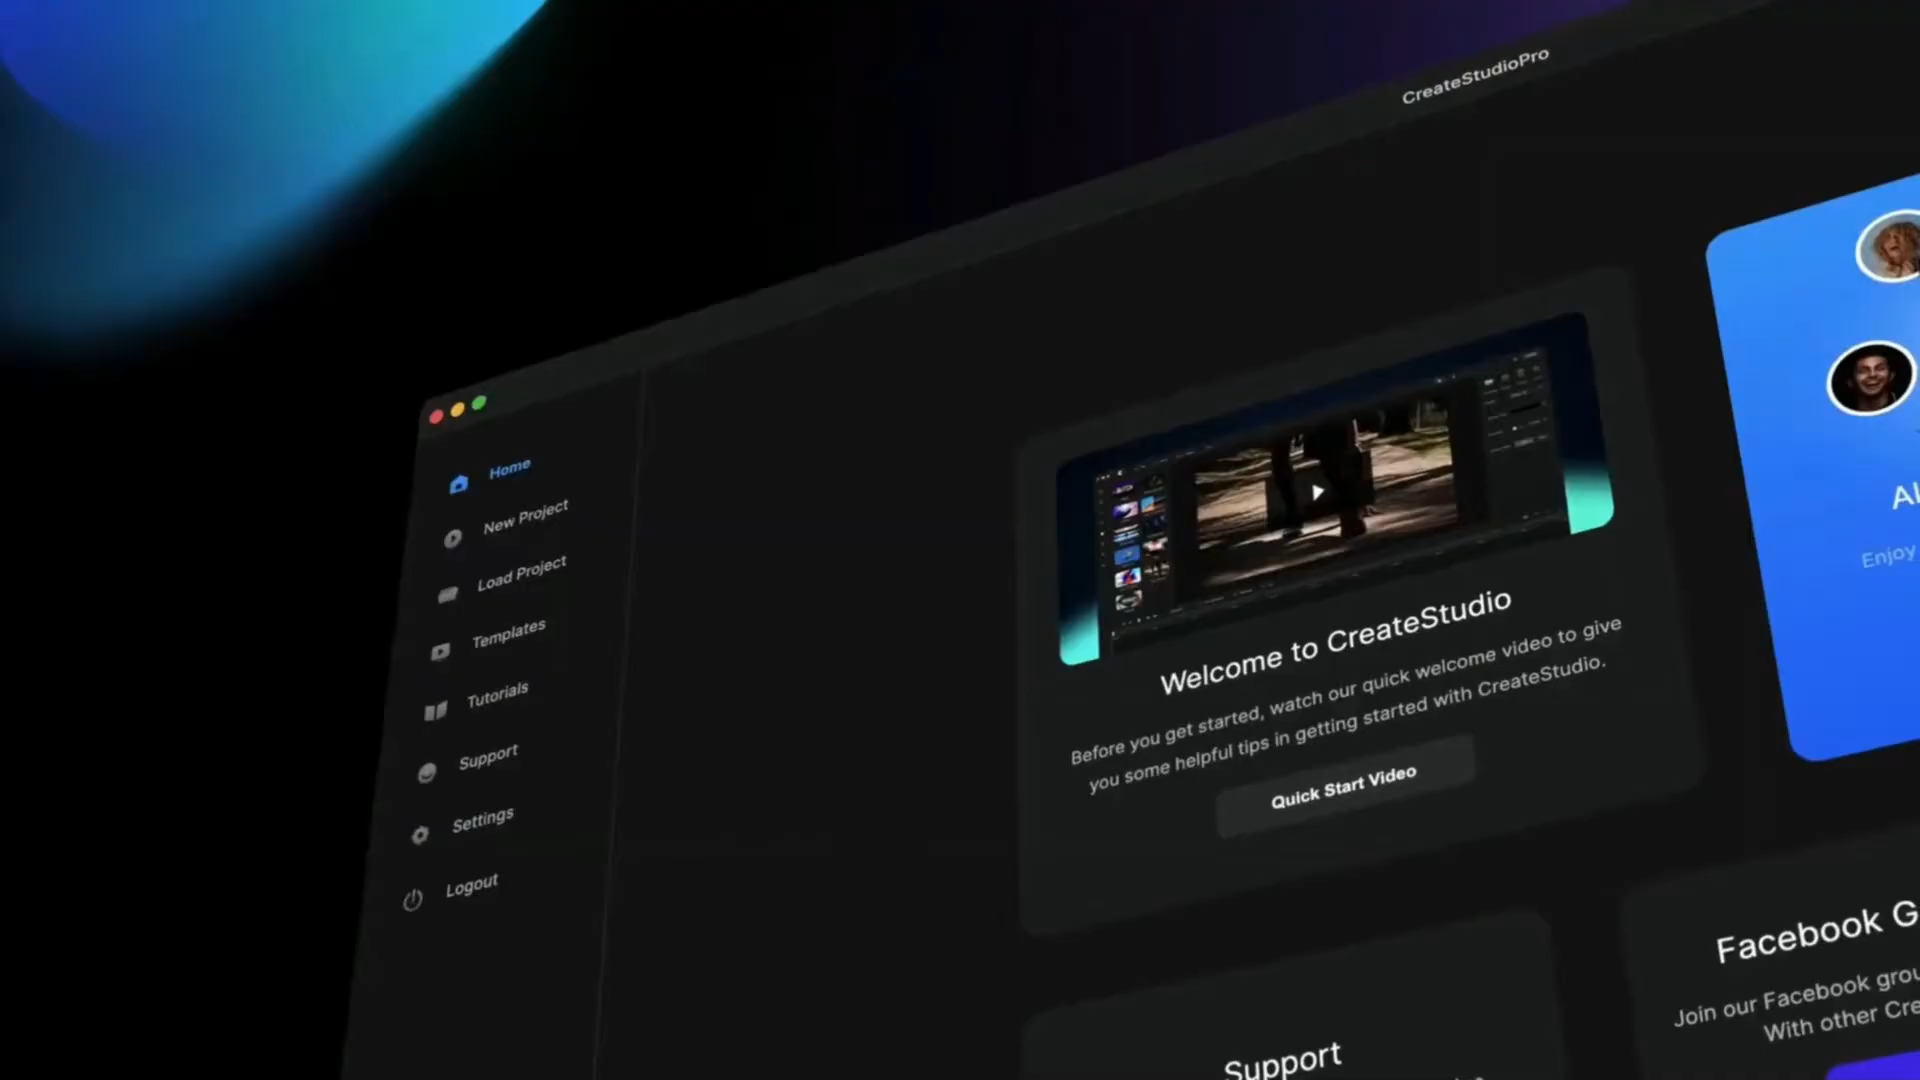 CreateStudioPro
Home
New Project
Load Project
Templates
Tutorials
Support
Settings
Logout
Welcome to CreateStudio
Before you get started, watch our quick welcome video to give
you some helpful tips in getting started with CreateStudio.
Quick Start Video
Enjoy
Support
Facebook G
Join our Facebook grou
With other Cre